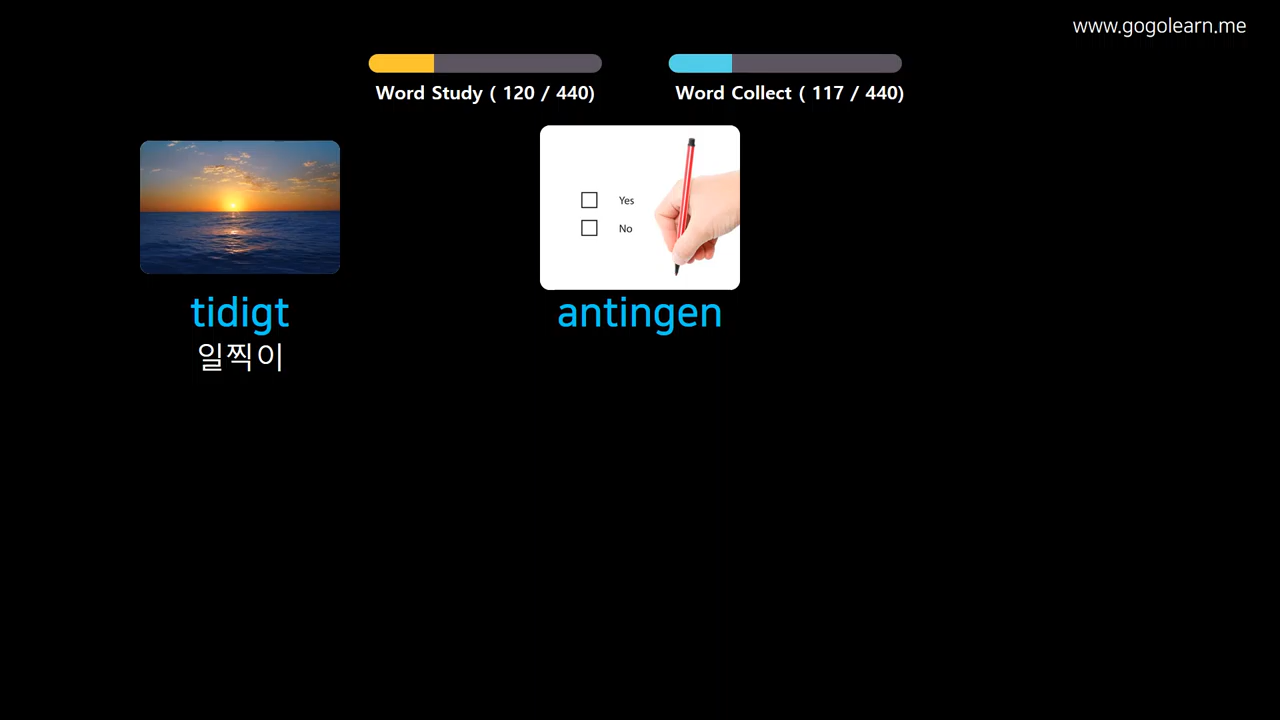 www.gogolearn.me
Word Study ( 120 / 440)
Word Collect ( 117 / 440)
Yes
No
tidigt
antingen
일찍이